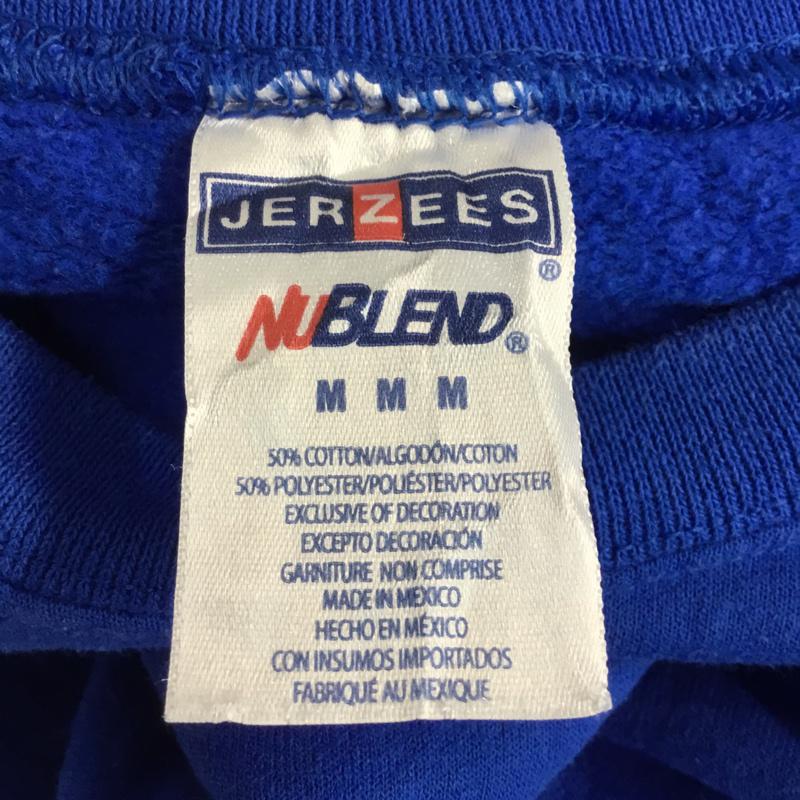 JERZEES®
NUBLEND®
M M M
50% COTTON/ALGODÓN/COTON
50% POLYESTER/POLIÉSTER/POLYESTER
EXCLUSIVE OF DECORATION
EXCEPTO DECORACIÓN
GARNITURE NON COMPRISE
MADE IN MEXICO
HECHO EN MÉXICO
CON INSUMOS IMPORTADOS
FABRIQUÉ AU MEXIQUE